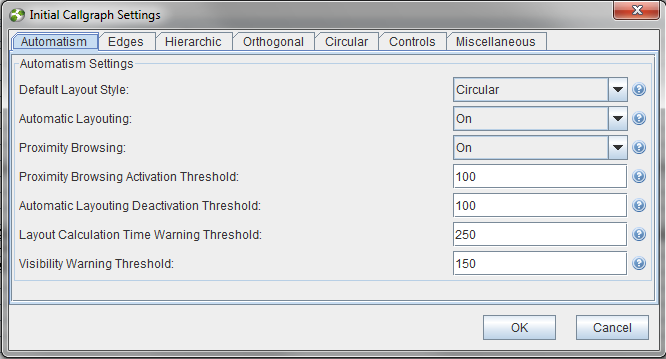 Initial Callgraph Settings
Automatism Edges Hierarchic Orthogonal Circular Controls Miscellaneous
Automatism Settings
Default Layout Style: Circular
Automatic Layouting: On
Proximity Browsing: On
Proximity Browsing Activation Threshold: 100
Automatic Layouting Deactivation Threshold: 100
Layout Calculation Time Warning Threshold: 250
Visibility Warning Threshold: 150
OK Cancel